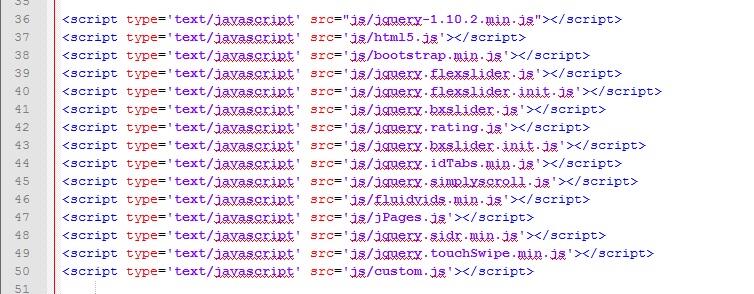 35
36 <script type='text/javascript' src="js/jquery-1.10.2.min.js"></script>
37 <script type='text/javascript' src='js/html5.js'></script>
38 <script type='text/javascript' src='js/bootstrap.min.js'></script>
39 <script type='text/javascript' src='js/jquery.flexslider.js'></script>
40 <script type='text/javascript' src='js/jquery.flexslider.init.js'></script>
41 <script type='text/javascript' src='js/jquery.bxslider.js'></script>
42 <script type='text/javascript' src='js/jquery.rating.js'></script>
43 <script type='text/javascript' src='js/jquery.bxslider.init.js'></script>
44 <script type='text/javascript' src='js/jquery.idTabs.min.js'></script>
45 <script type='text/javascript' src='js/jquery.simplyscroll.js'></script>
46 <script type='text/javascript' src='js/fluidvids.min.js'></script>
47 <script type='text/javascript' src='js/jPages.js'></script>
48 <script type='text/javascript' src='js/jquery.sidr.min.js'></script>
49 <script type='text/javascript' src='js/jquery.touchSwipe.min.js'></script>
50 <script type='text/javascript' src='js/custom.js'></script>
51